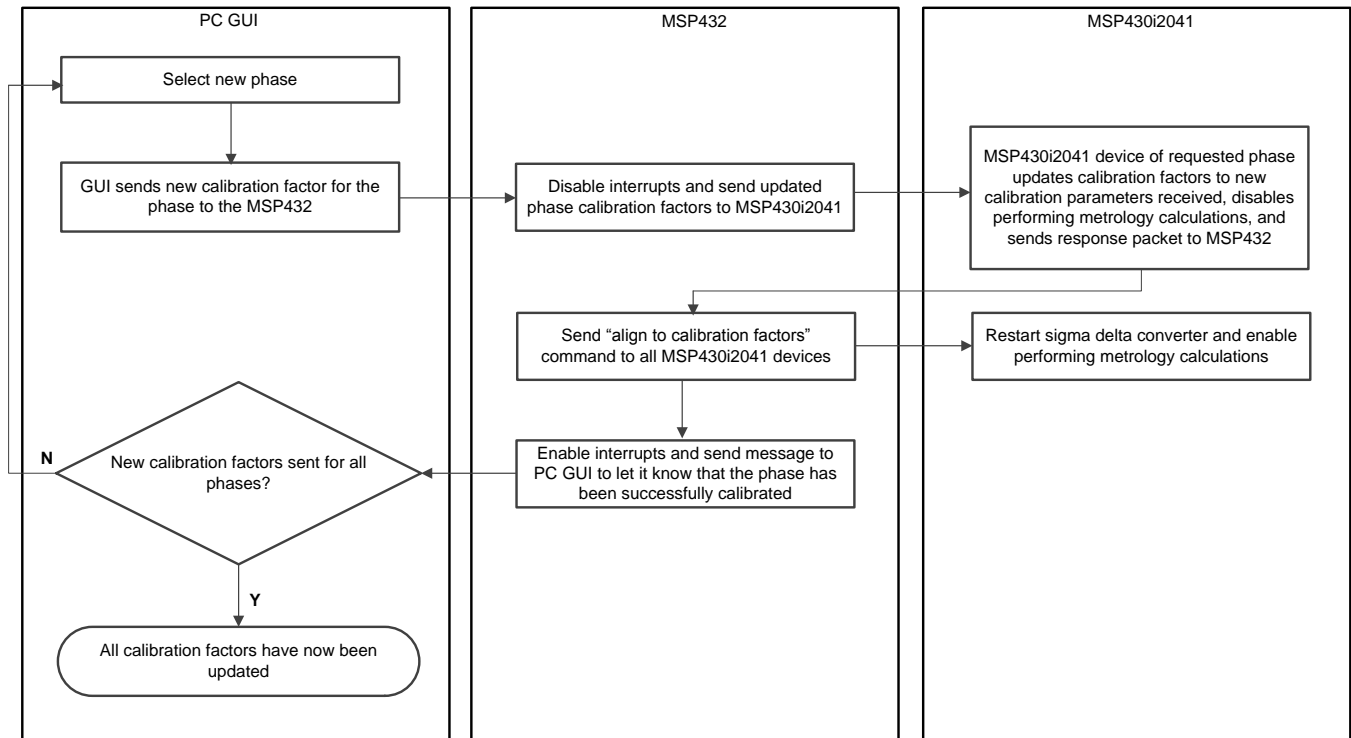 PC GUI
MSP432
MSP430i2041
Select new phase
GUI sends new calibration factor for the
phase to the MSP432
Disable interrupts and send updated
phase calibration factors to MSP430i2041
MSP430i2041 device of requested phase
updates calibration factors to new
calibration parameters received, disables
performing metrology calculations, and
sends response packet to MSP432
Send “align to calibration factors”
command to all MSP430i2041 devices
Restart sigma delta converter and enable
performing metrology calculations
Enable interrupts and send message to
PC GUI to let it know that the phase has
been successfully calibrated
N
New calibration factors sent for all
phases?
Y
All calibration factors have now been
updated